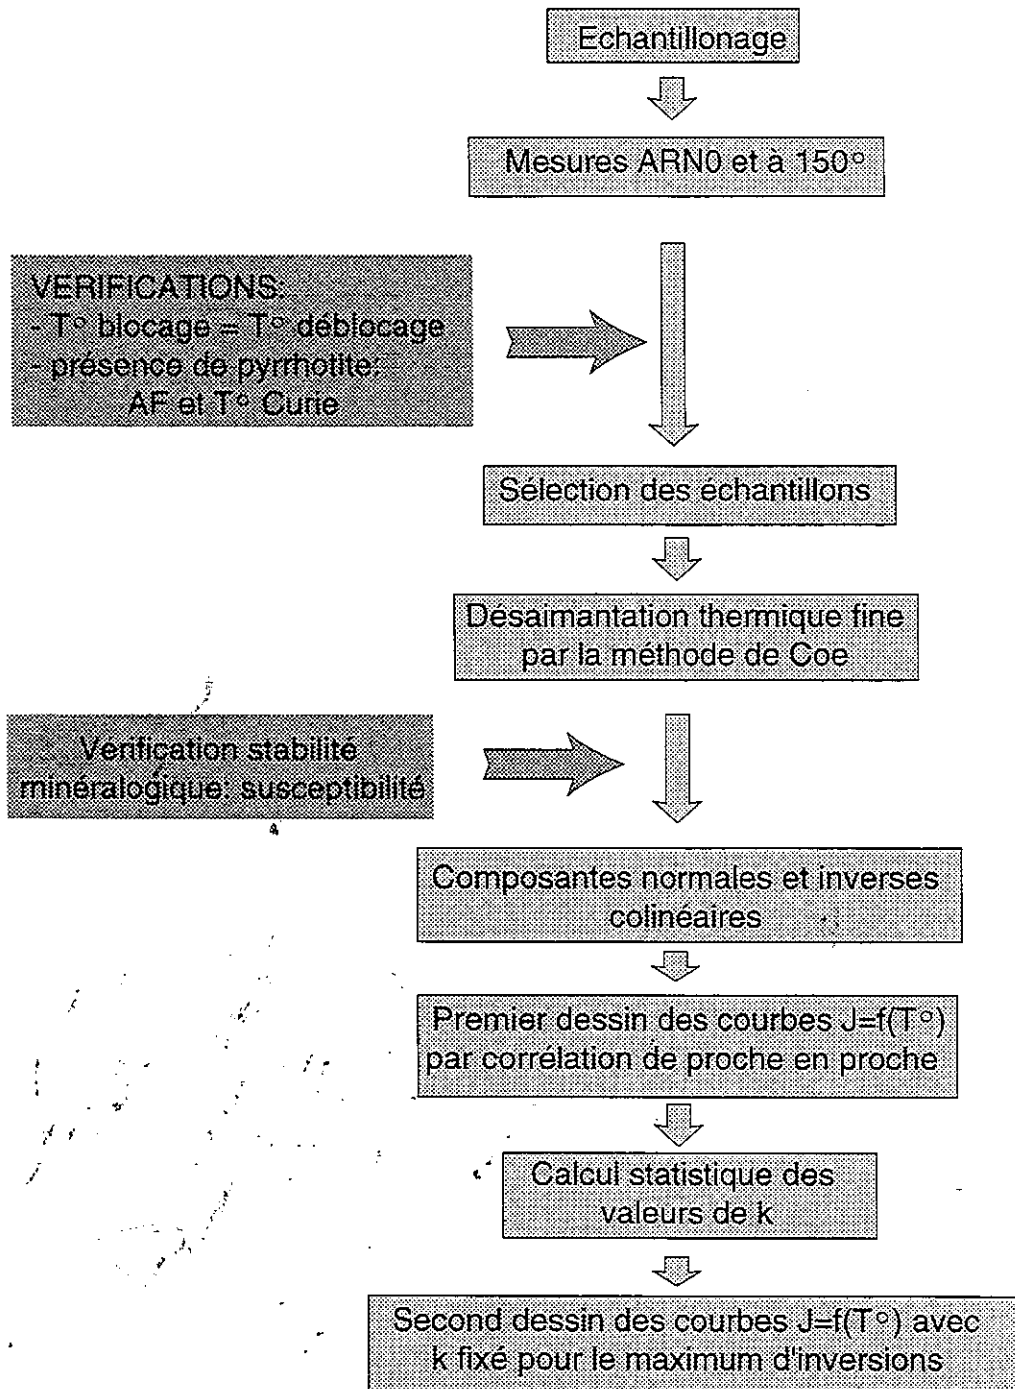 Echantillonage
Mesures ARN0 et à 150°
VERIFICATIONS:
- T° blocage = T° déblocage
- présence de pyrrhotite:
AF et T° Curie
Sélection des échantillons
Désaimantation thermique fine
par la méthode de Coe
Vérification stabilité
minéralogique: susceptibilité
Composantes normales et inverses
colinéaires
Premier dessin des courbes J=f(T°)
par corrélation de proche en proche
Calcul statistique des
valeurs de k
Second dessin des courbes J=f(T°) avec
k fixé pour le maximum d'inversions